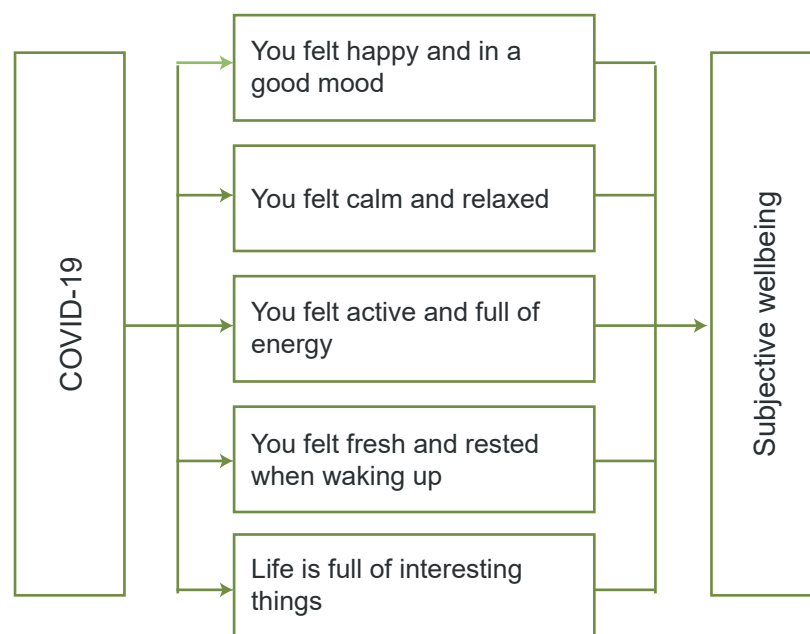 COVID-19
You felt happy and in a
good mood
You felt calm and relaxed
You felt active and full of
energy
You felt fresh and rested
when waking up
Life is full of interesting
things
Subjective wellbeing